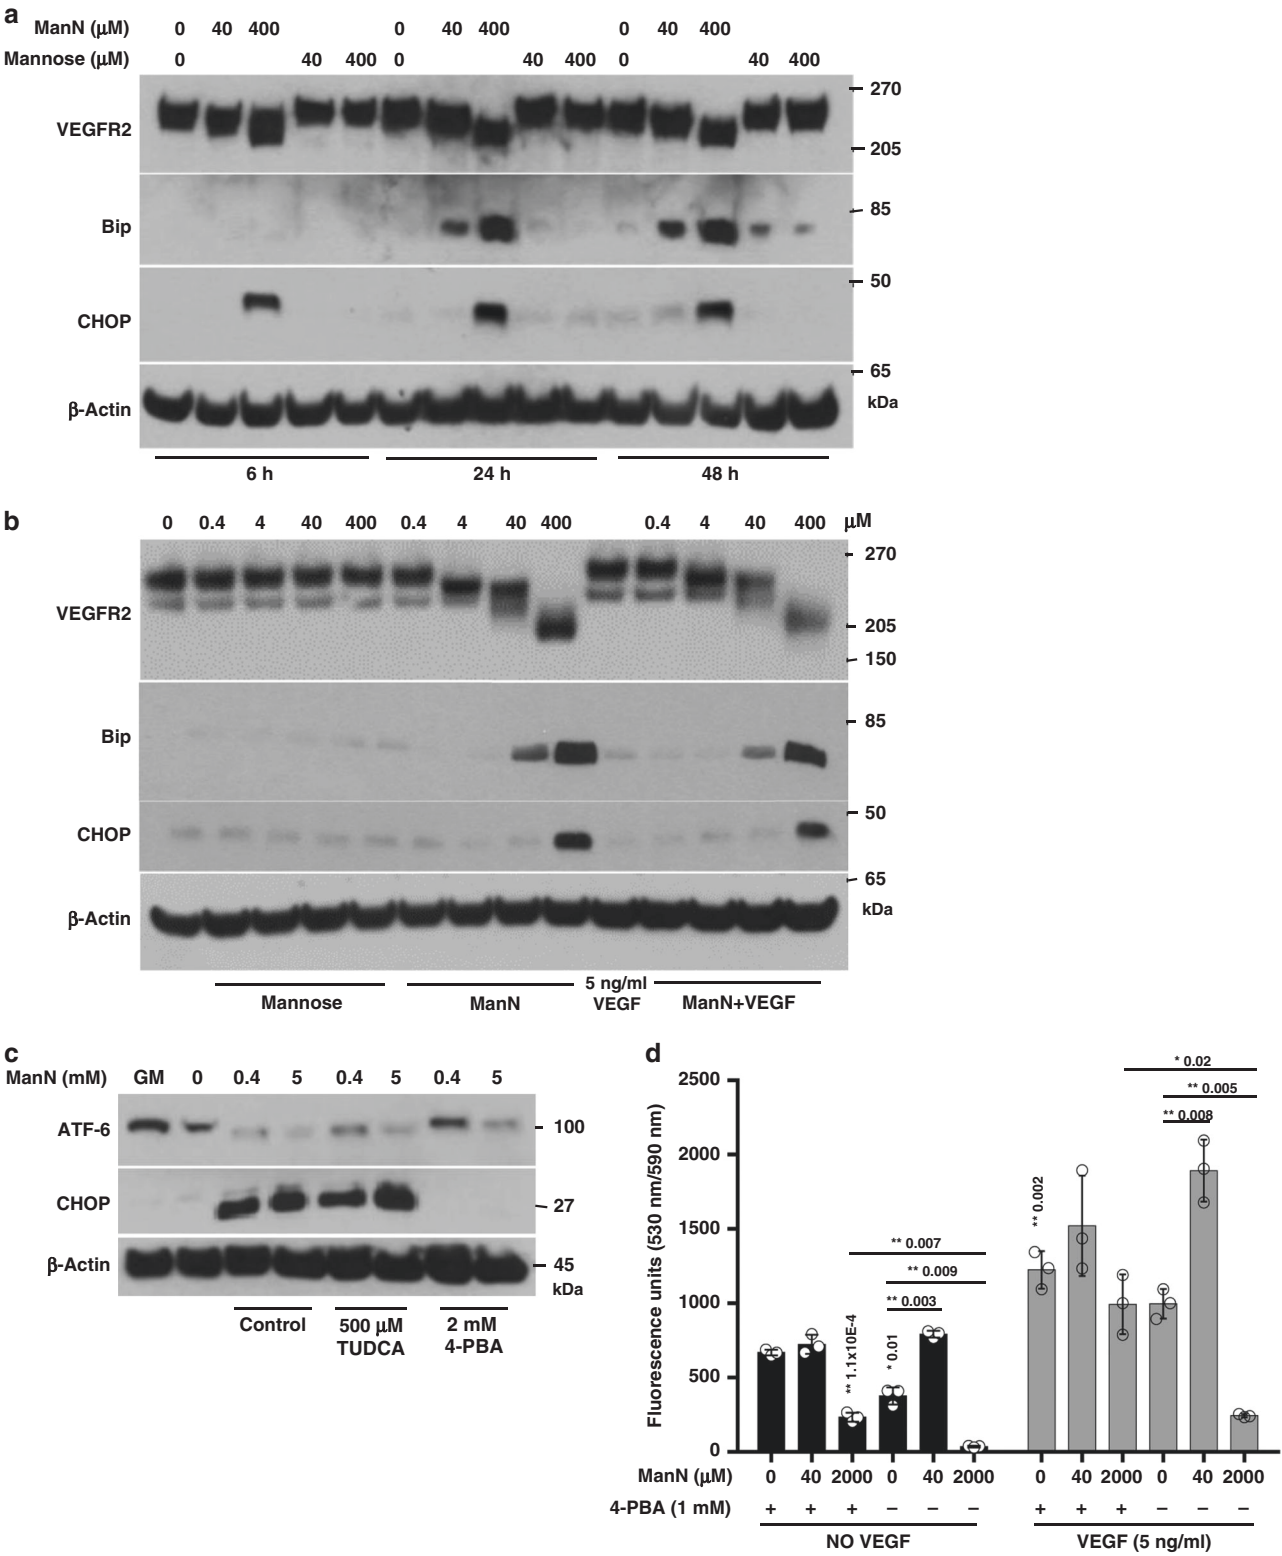 a
ManN (μM) 0 40 400 0 40 400 0 40 400
Mannose (μM) 0 40 400 0 40 400 0 40 400
VEGFR2
270
205
Bip
85
CHOP
50
β-Actin
65
kDa
6 h 24 h 48 h
b
0 0.4 4 40 400 0.4 4 40 400 0.4 4 40 400 μM
VEGFR2
270
205
150
Bip
85
CHOP
50
β-Actin
65
kDa
Mannose ManN 5 ng/ml VEGF ManN+VEGF
c
ManN (mM) GM 0 0.4 5 0.4 5 0.4 5
ATF-6 100
CHOP 27
β-Actin 45
kDa
Control 500 μM TUDCA 2 mM 4-PBA
d
Fluorescence units (530 nm/590 nm)
2500
2000
1500
1000
500
0
* 0.02
** 0.005
** 0.008
** 0.002
** 0.007
** 0.009
** 0.003
** 1.1x10E-4
* 0.01
ManN (μM) 0 40 2000 0 40 2000 0 40 2000 0 40 2000
4-PBA (1 mM) + + + – – – + + + – – –
NO VEGF VEGF (5 ng/ml)